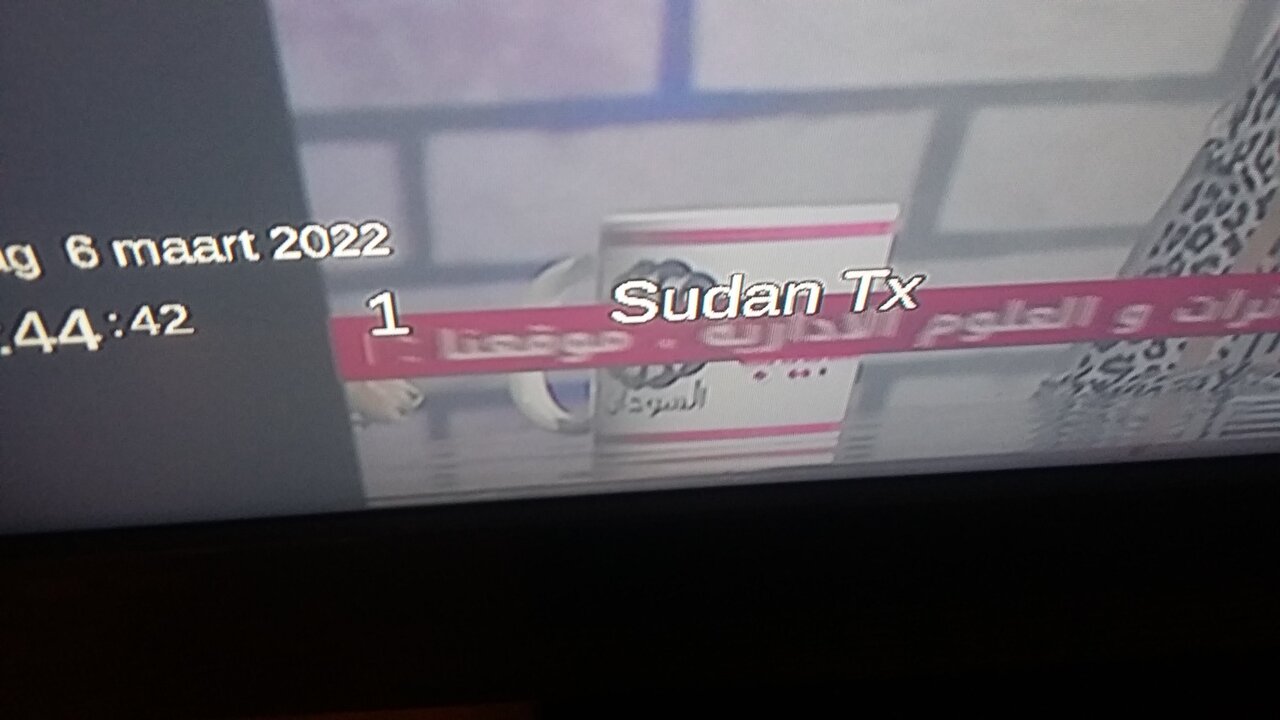 6 maart 2022
44:42
1
Sudan Tx
و العلوم الادارية . موقعنا :
السودان